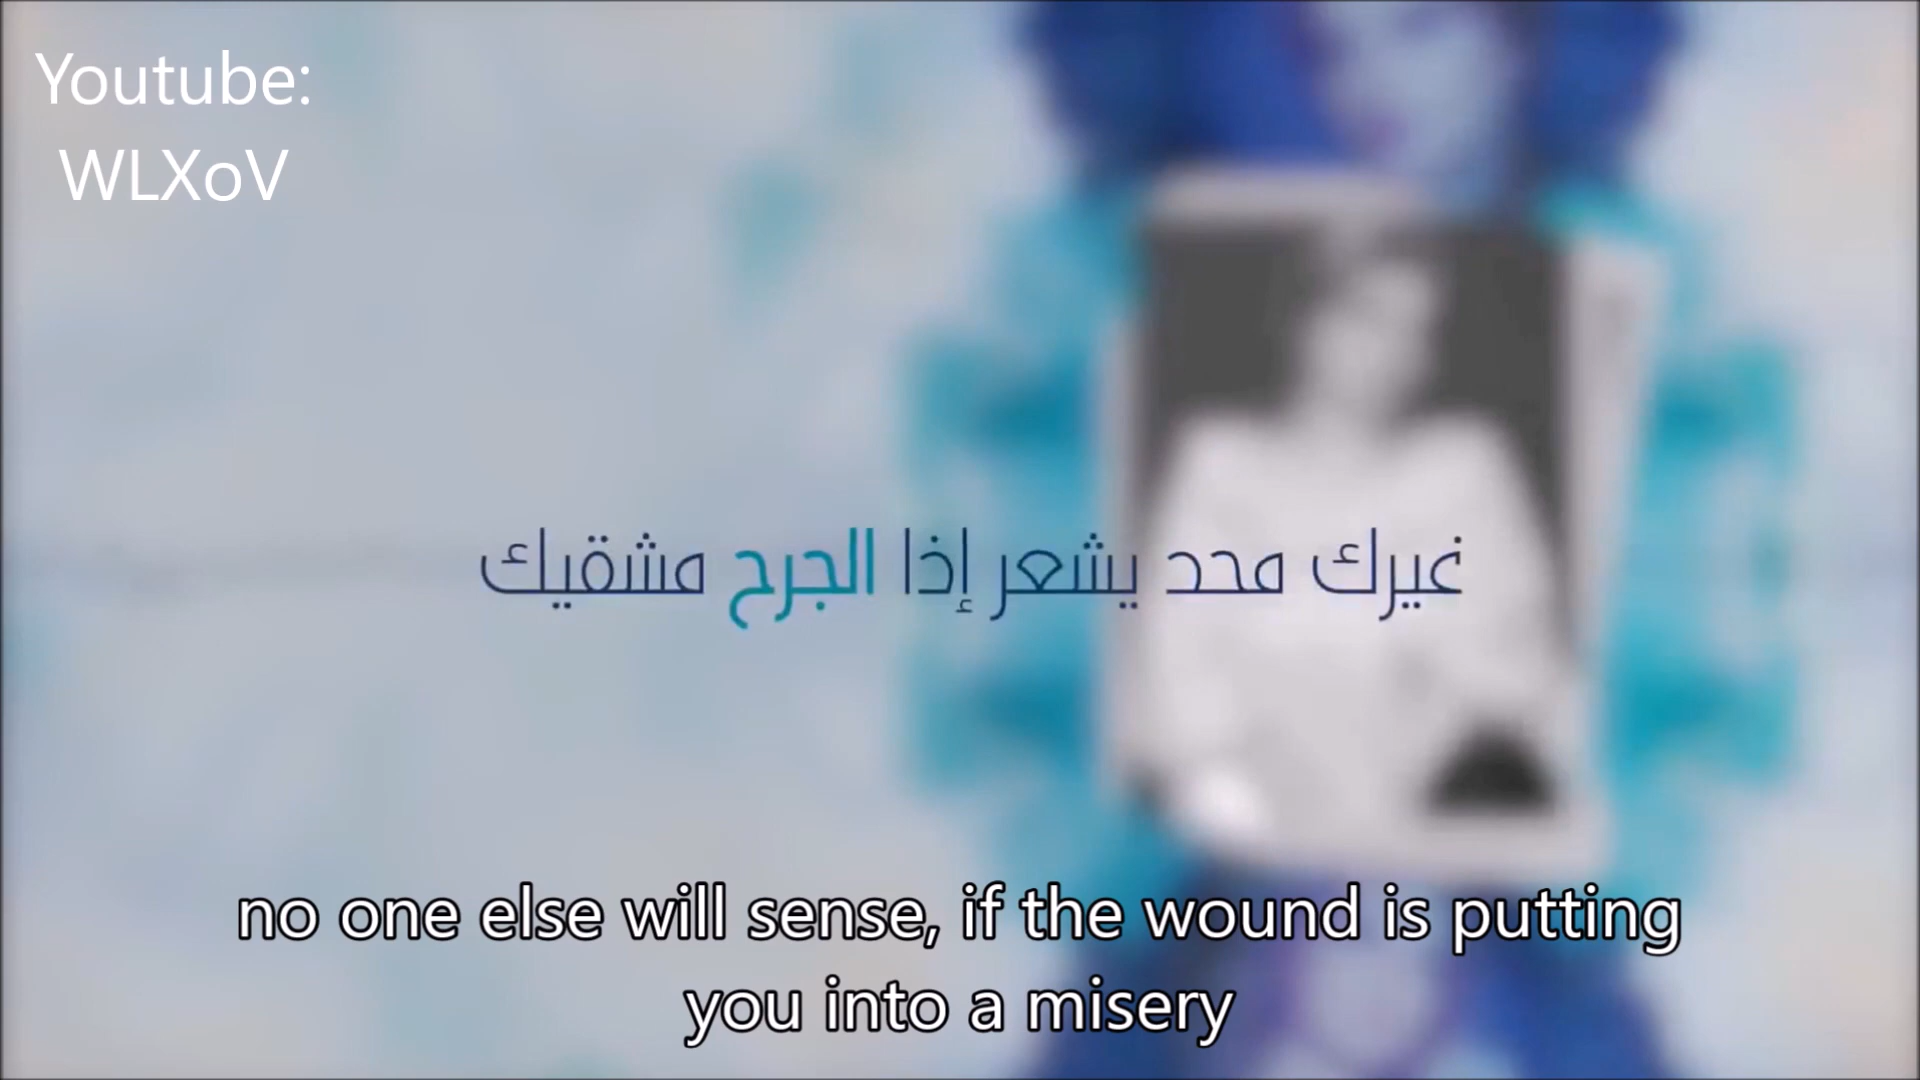 Youtube:
WLXoV
غيرك محد يشعر إذا الجرح مشقيك
no one else will sense, if the wound is putting
you into a misery